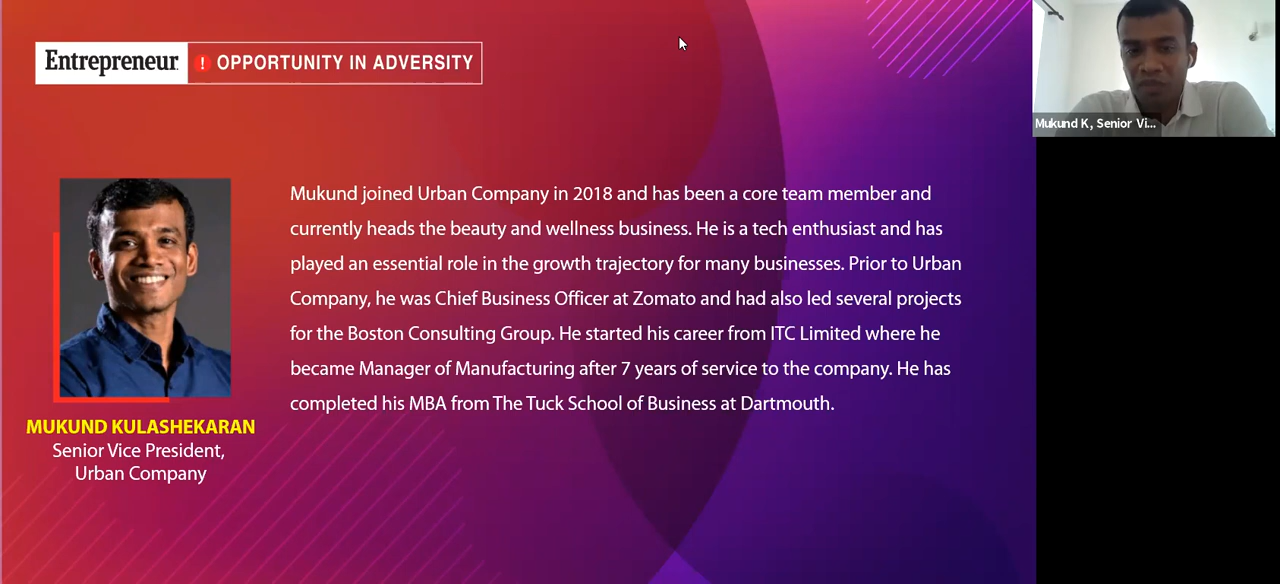 Entrepreneur
! OPPORTUNITY IN ADVERSITY
Mukund K, Senior Vi...
Mukund joined Urban Company in 2018 and has been a core team member and
currently heads the beauty and wellness business. He is a tech enthusiast and has
played an essential role in the growth trajectory for many businesses. Prior to Urban
Company, he was Chief Business Officer at Zomato and had also led several projects
for the Boston Consulting Group. He started his career from ITC Limited where he
became Manager of Manufacturing after 7 years of service to the company. He has
completed his MBA from The Tuck School of Business at Dartmouth.
MUKUND KULASHEKARAN
Senior Vice President,
Urban Company